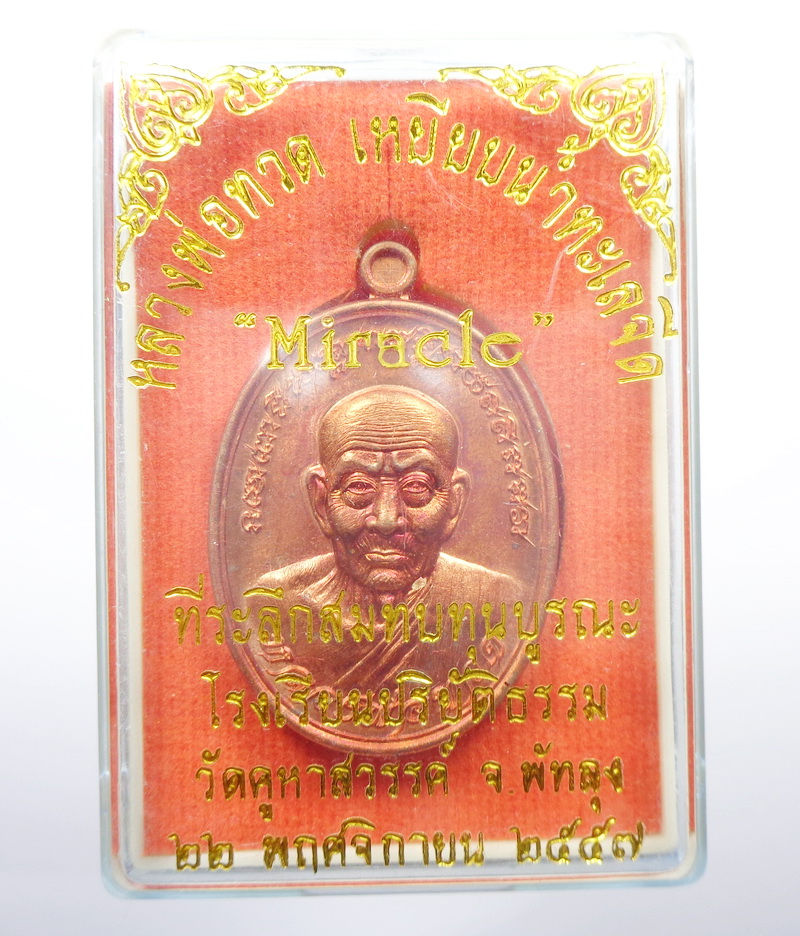 หลวงพ่อทวด เหยียบน้ำทะเลจืด
“Miracle”
ที่ระลึกสมทบทุนบูรณะ
โรงเรียนปริยัติธรรม
วัดคูหาสวรรค์ จ.พัทลุง
๒๒ พฤศจิกายน ๒๕๕๗